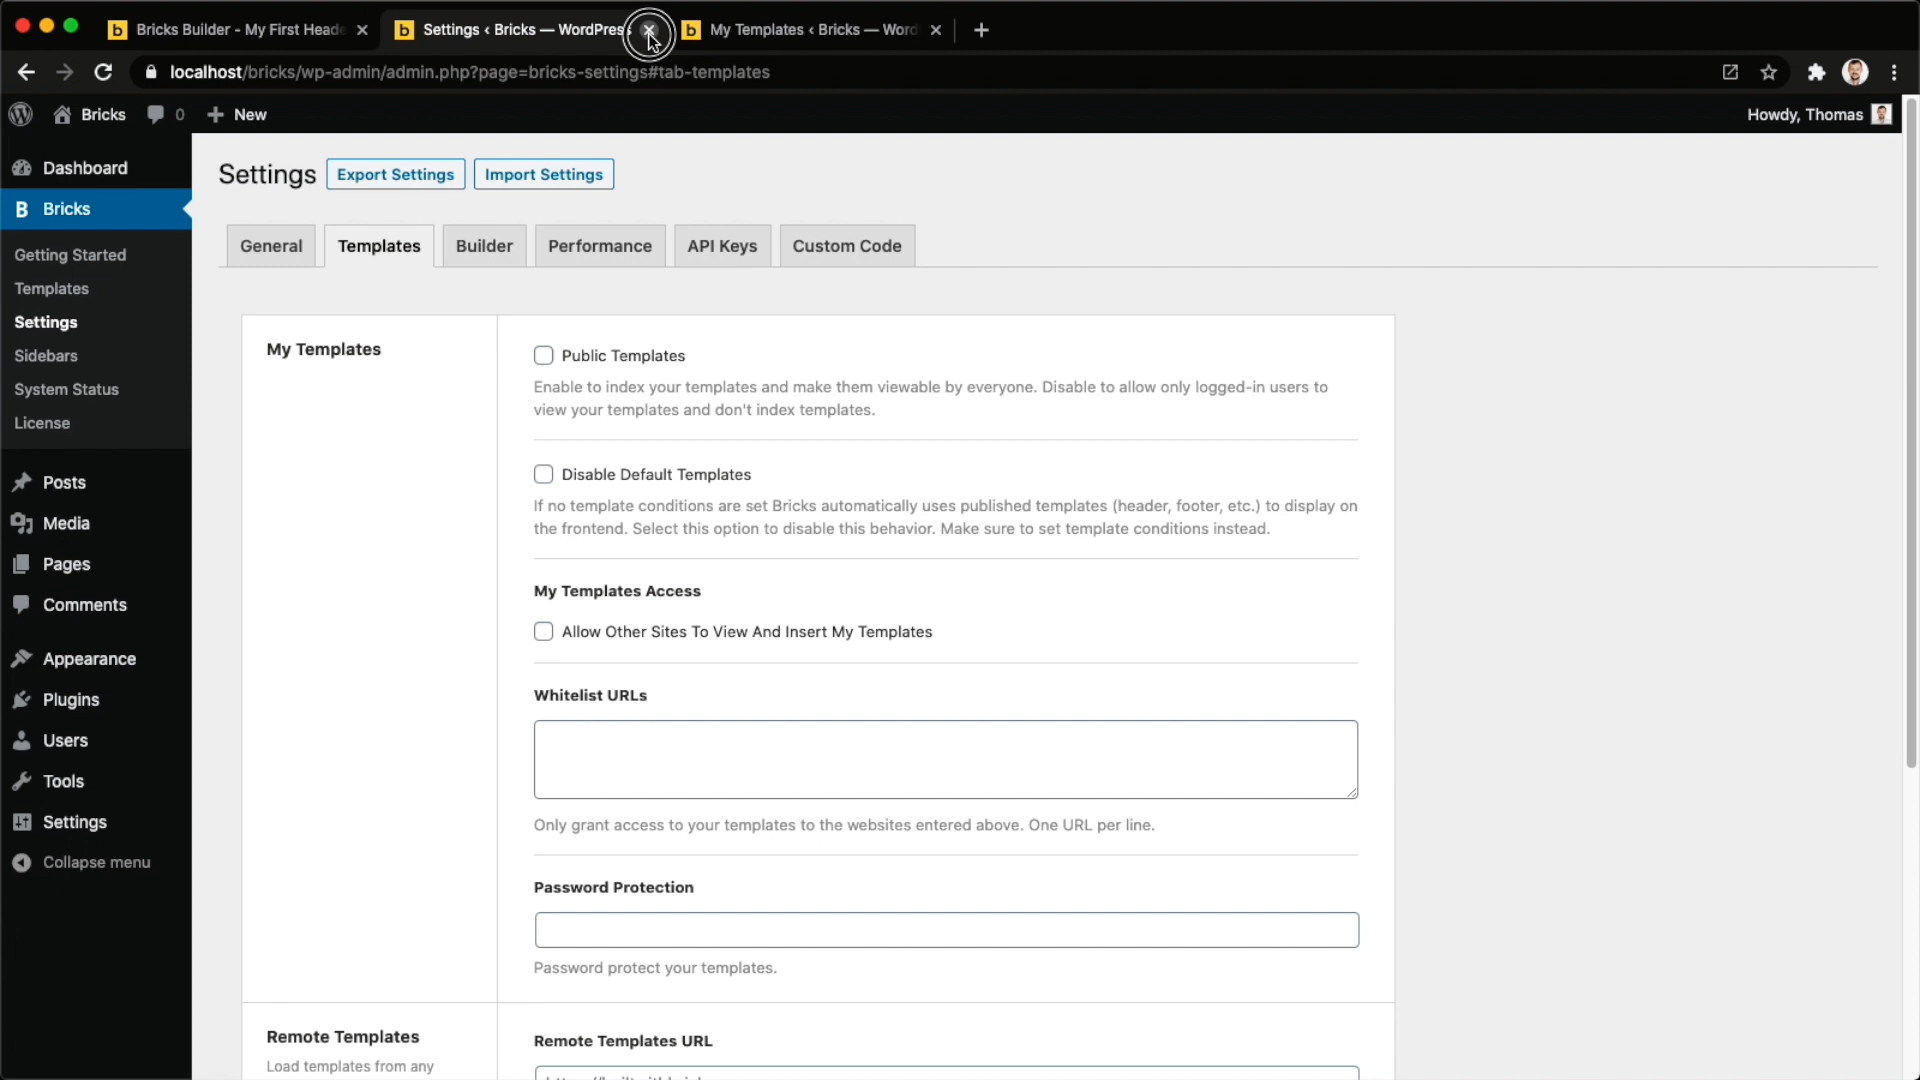 Bricks Builder - My First Heade
Settings ‹ Bricks — WordPress
My Templates ‹ Bricks — Word
localhost/bricks/wp-admin/admin.php?page=bricks-settings#tab-templates
Bricks
0
New
Howdy, Thomas
Dashboard
Bricks
Getting Started
Templates
Settings
Sidebars
System Status
License
Posts
Media
Pages
Comments
Appearance
Plugins
Users
Tools
Settings
Collapse menu
Settings
Export Settings
Import Settings
General
Templates
Builder
Performance
API Keys
Custom Code
My Templates
Public Templates
Enable to index your templates and make them viewable by everyone. Disable to allow only logged-in users to
view your templates and don't index templates.
Disable Default Templates
If no template conditions are set Bricks automatically uses published templates (header, footer, etc.) to display on
the frontend. Select this option to disable this behavior. Make sure to set template conditions instead.
My Templates Access
Allow Other Sites To View And Insert My Templates
Whitelist URLs
Only grant access to your templates to the websites entered above. One URL per line.
Password Protection
Password protect your templates.
Remote Templates
Load templates from any
Remote Templates URL